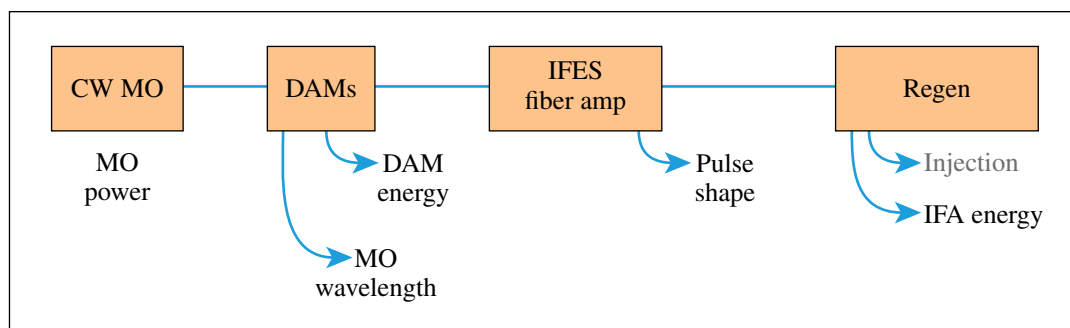 CW MO
DAMs
IFES
fiber amp
Regen
MO
power
DAM
energy
Pulse
shape
Injection
IFA energy
MO
wavelength